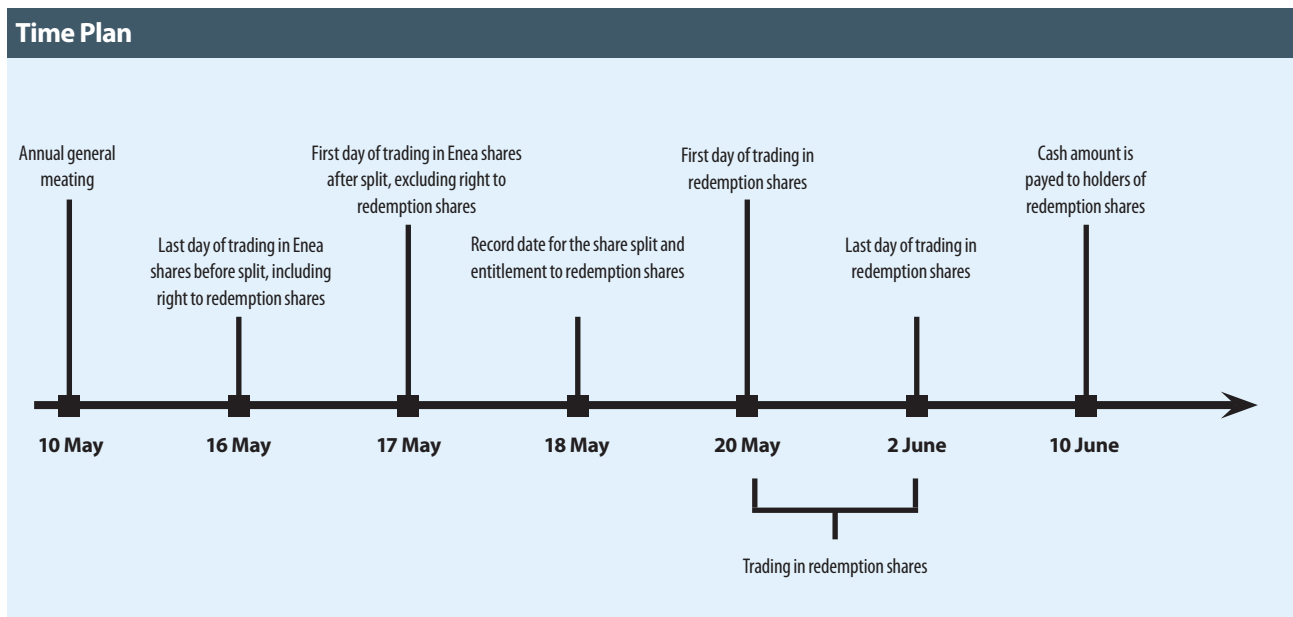 Time Plan
Annual general
meating
Last day of trading in Enea
shares before split, including
right to redemption shares
First day of trading in Enea shares
after split, excluding right to
redemption shares
Record date for the share split and
entitlement to redemption shares
First day of trading in
redemption shares
Last day of trading in
redemption shares
Cash amount is
payed to holders of
redemption shares
10 May
16 May
17 May
18 May
20 May
2 June
10 June
Trading in redemption shares